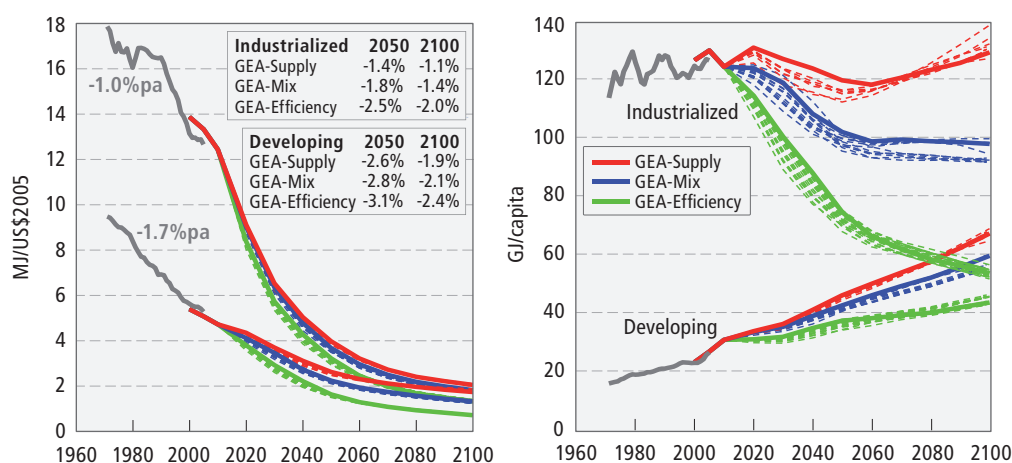 MJ/US$2005
18
16
14
12
10
8
6
4
2
0
1960 1980 2000 2020 2040 2060 2080 2100
-1.0%pa
-1.7%pa
Industrialized 2050 2100
GEA-Supply -1.4% -1.1%
GEA-Mix -1.8% -1.4%
GEA-Efficiency -2.5% -2.0%
Developing 2050 2100
GEA-Supply -2.6% -1.9%
GEA-Mix -2.8% -2.1%
GEA-Efficiency -3.1% -2.4%
GJ/capita
140
120
100
80
60
40
20
0
1960 1980 2000 2020 2040 2060 2080 2100
Industrialized
GEA-Supply
GEA-Mix
GEA-Efficiency
Developing